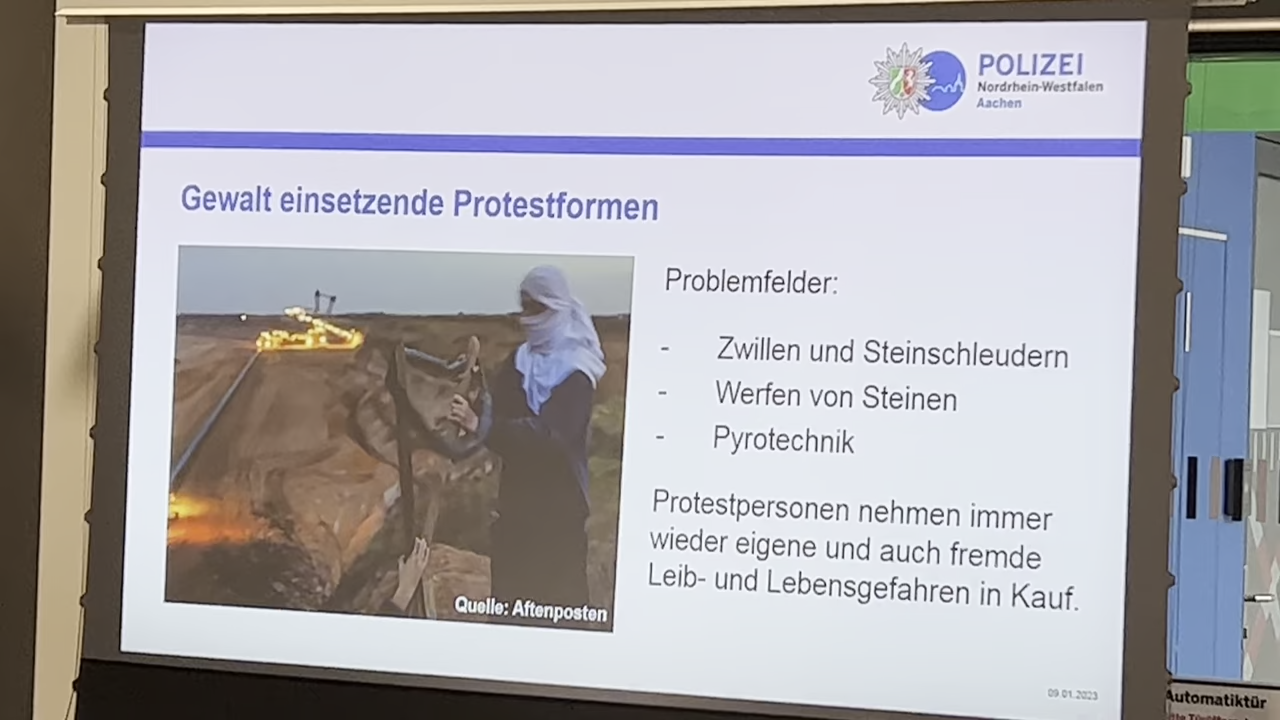 POLIZEI
Nordrhein-Westfalen
Aachen
Gewalt einsetzende Protestformen
Problemfelder:
- Zwillen und Steinschleudern
- Werfen von Steinen
- Pyrotechnik
Protestpersonen nehmen immer
wieder eigene und auch fremde
Leib- und Lebensgefahren in Kauf.
Quelle: Aftenposten
09.01.2023
Automatiktür